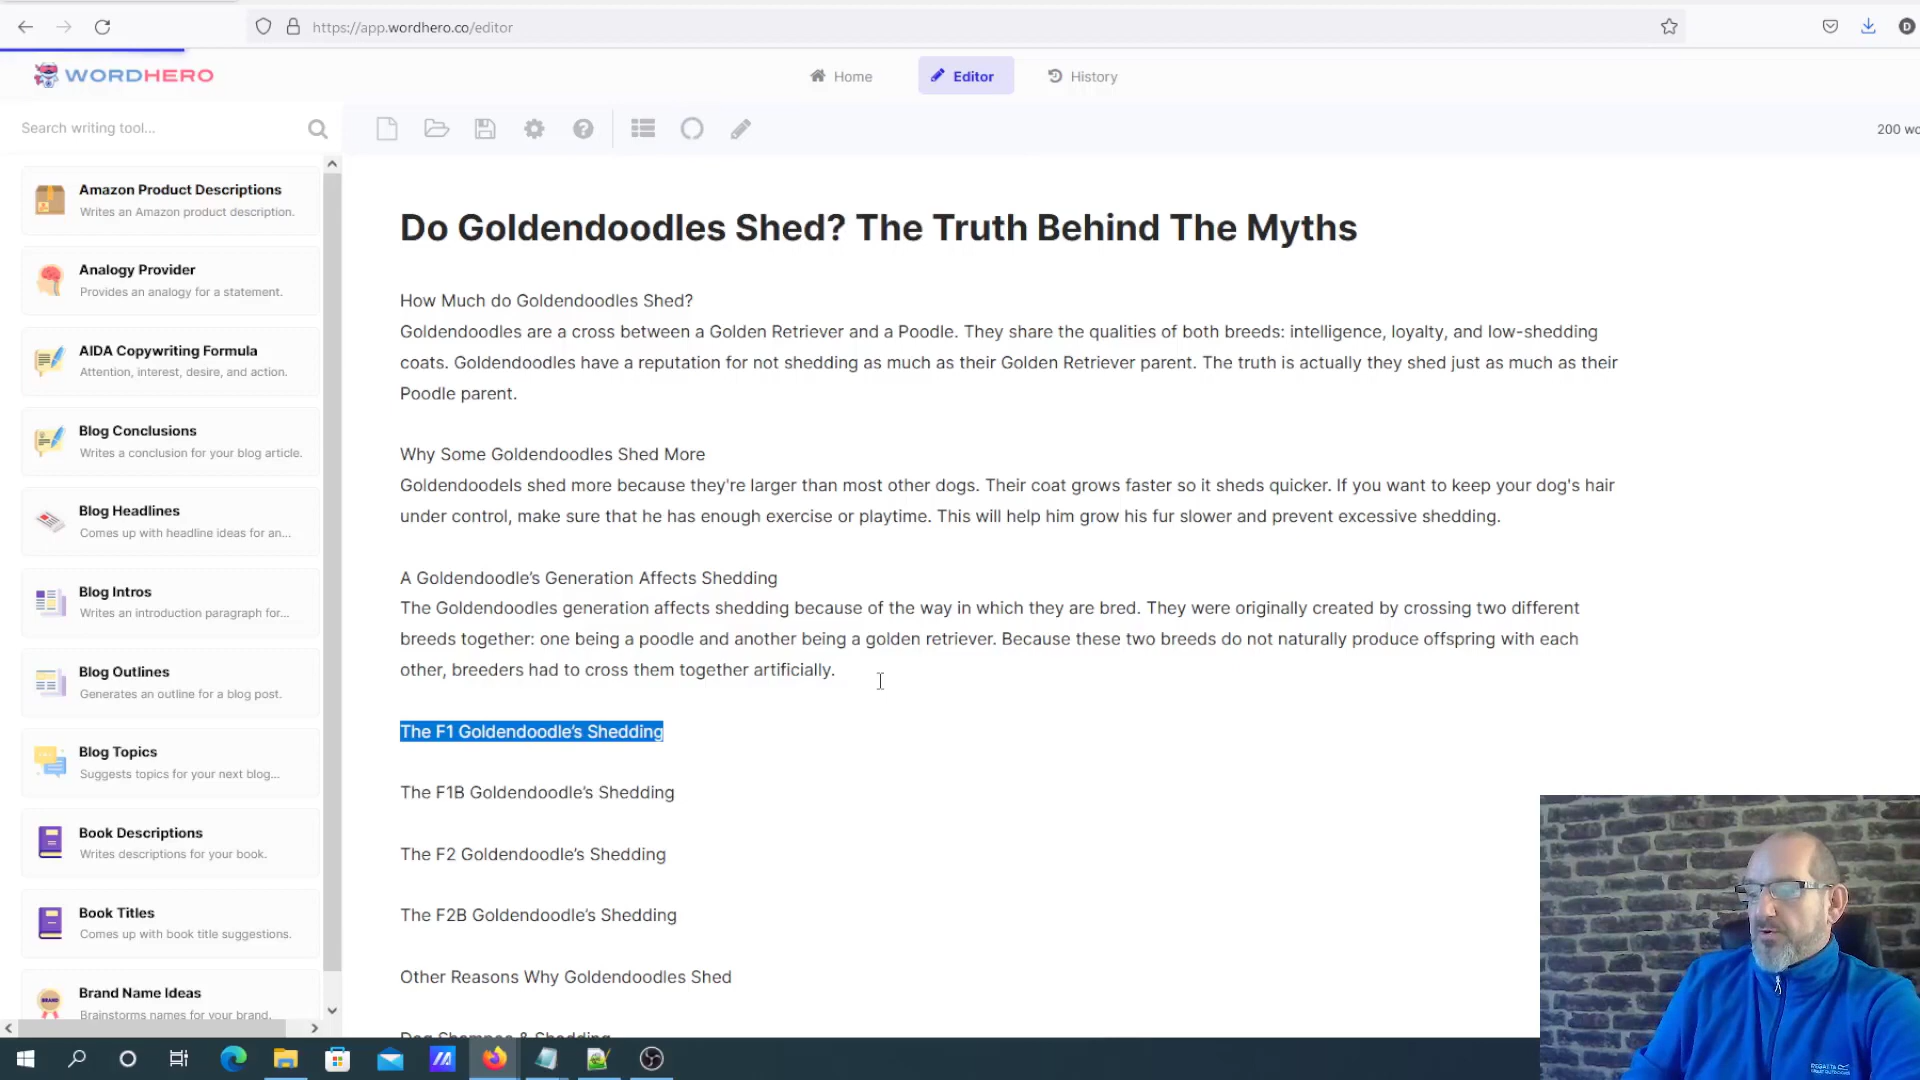 https://app.wordhero.co/editor
D
WORDHERO
Home
Editor
History
Search writing tool...
200 wo
Amazon Product Descriptions
Writes an Amazon product description.
Analogy Provider
Provides an analogy for a statement.
AIDA Copywriting Formula
Attention, interest, desire, and action.
Blog Conclusions
Writes a conclusion for your blog article.
Blog Headlines
Comes up with headline ideas for an...
Blog Intros
Writes an introduction paragraph for...
Blog Outlines
Generates an outline for a blog post.
Blog Topics
Suggests topics for your next blog...
Book Descriptions
Writes descriptions for your book.
Book Titles
Comes up with book title suggestions.
BRAND
Brand Name Ideas
Brainstorms names for your brand.
Do Goldendoodles Shed? The Truth Behind The Myths
How Much do Goldendoodles Shed?
Goldendoodles are a cross between a Golden Retriever and a Poodle. They share the qualities of both breeds: intelligence, loyalty, and low-shedding
coats. Goldendoodles have a reputation for not shedding as much as their Golden Retriever parent. The truth is actually they shed just as much as their
Poodle parent.
Why Some Goldendoodles Shed More
Goldendoodels shed more because they're larger than most other dogs. Their coat grows faster so it sheds quicker. If you want to keep your dog's hair
under control, make sure that he has enough exercise or playtime. This will help him grow his fur slower and prevent excessive shedding.
A Goldendoodle’s Generation Affects Shedding
The Goldendoodles generation affects shedding because of the way in which they are bred. They were originally created by crossing two different
breeds together: one being a poodle and another being a golden retriever. Because these two breeds do not naturally produce offspring with each
other, breeders had to cross them together artificially.
The F1 Goldendoodle’s Shedding
The F1B Goldendoodle’s Shedding
The F2 Goldendoodle’s Shedding
The F2B Goldendoodle’s Shedding
Other Reasons Why Goldendoodles Shed
Dog Shampoo & Shedding
REGATTA